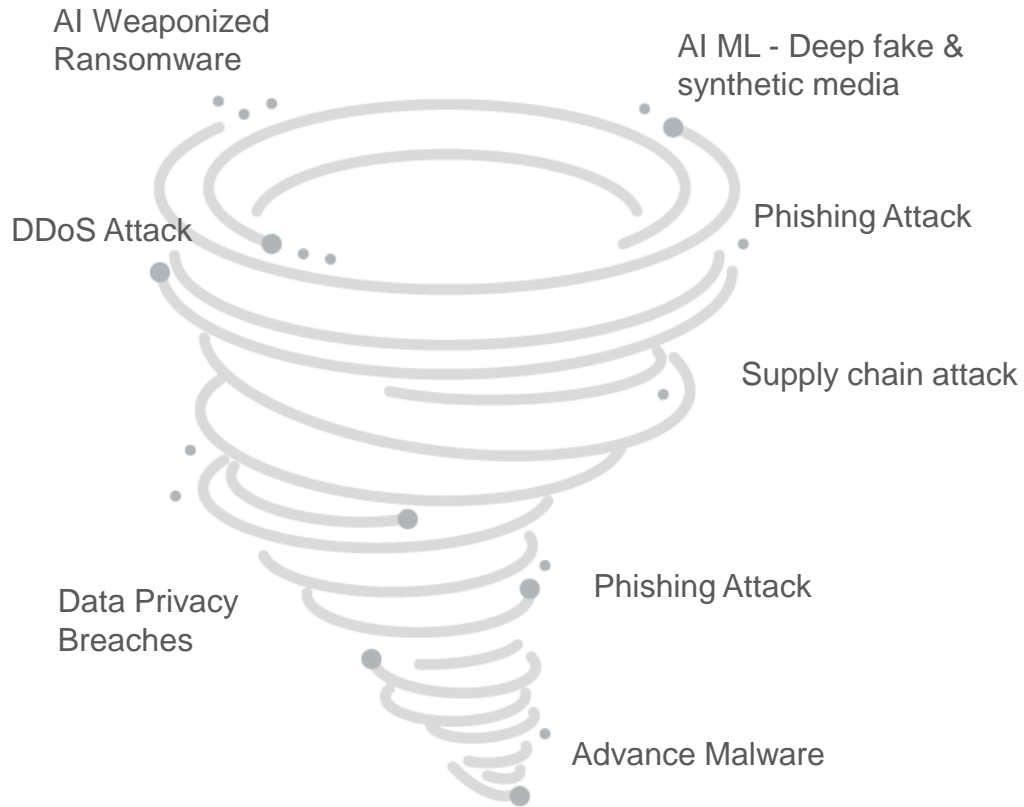 AI Weaponized
Ransomware
AI ML - Deep fake &
synthetic media
DDoS Attack
Phishing Attack
Supply chain attack
Data Privacy
Breaches
Phishing Attack
Advance Malware